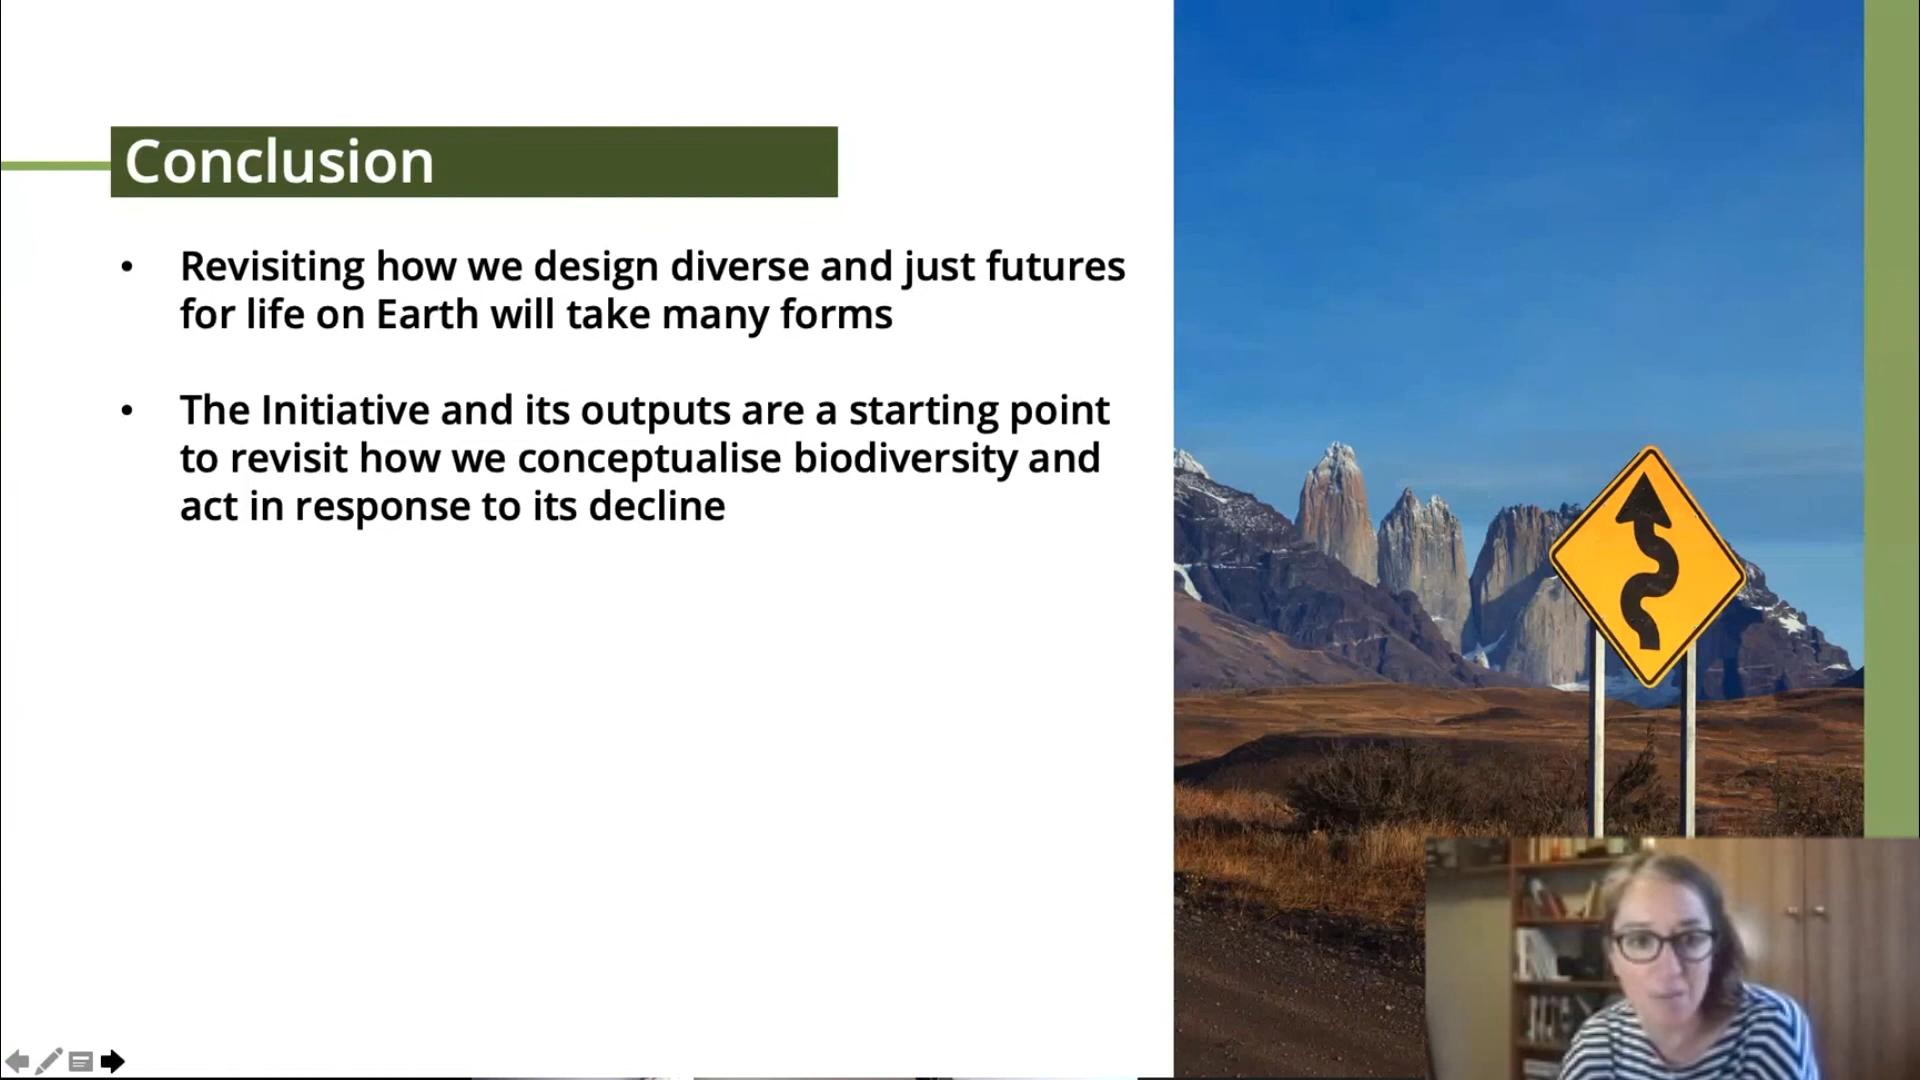 Conclusion
• Revisiting how we design diverse and just futures
for life on Earth will take many forms
• The Initiative and its outputs are a starting point
to revisit how we conceptualise biodiversity and
act in response to its decline